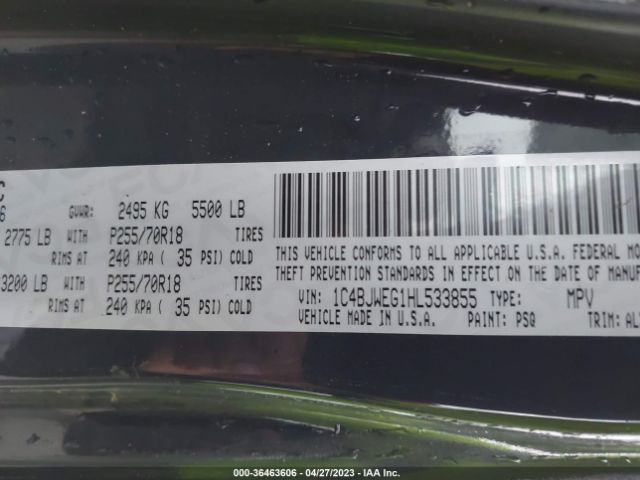 GVWR: 2495 KG 5500 LB
2775 LB WITH P255/70R18 TIRES
RIMS AT 240 KPA ( 35 PSI) COLD
3200 LB WITH P255/70R18 TIRES
RIMS AT 240 KPA ( 35 PSI) COLD
THIS VEHICLE CONFORMS TO ALL APPLICABLE U.S.A. FEDERAL MO
THEFT PREVENTION STANDARDS IN EFFECT ON THE DATE OF
VIN: 1C4BJWEG1HL533855 TYPE: MPV
VEHICLE MADE IN U.S.A. PAINT: PSQ TRIM: AL
000-36463606 - 04/27/2023 - IAA Inc.